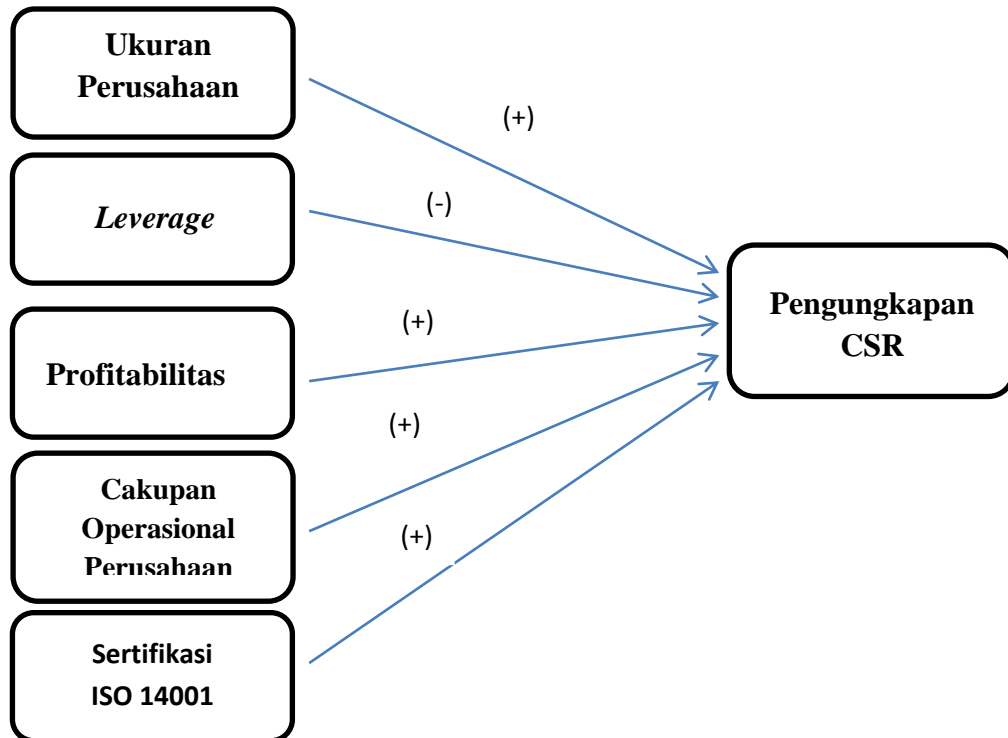 Ukuran
Perusahaan
(+)
Leverage
(-)
Profitabilitas
(+)
Pengungkapan
CSR
Cakupan
Operasional
Perusahaan
(+)
Sertifikasi
ISO 14001
(+)